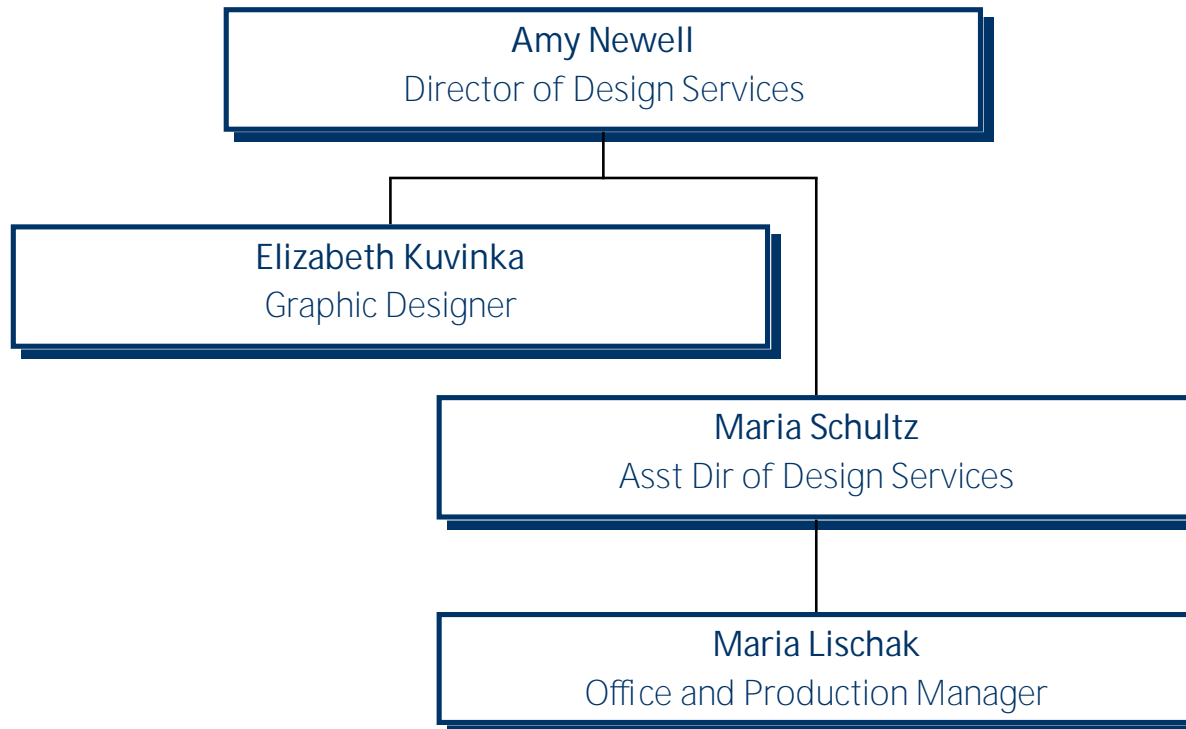 Amy Newell
Director of Design Services
Elizabeth Kuvinka
Graphic Designer
Maria Schultz
Asst Dir of Design Services
Maria Lischak
Office and Production Manager